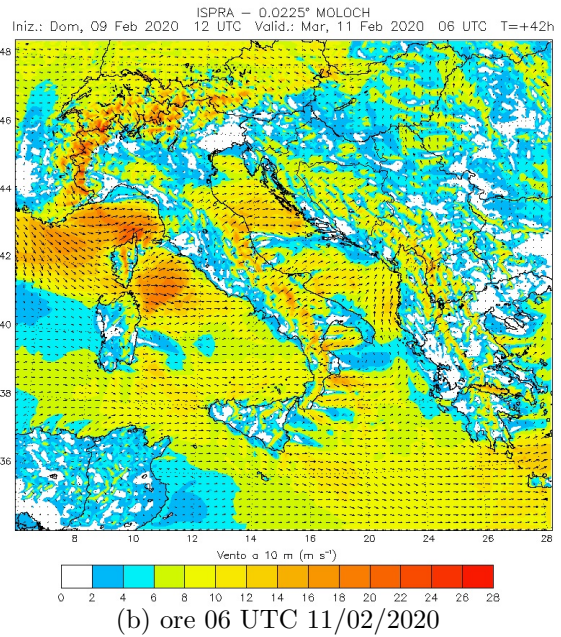 ISPRA – 0.0225° MOLOCH
Iniz.: Dom, 09 Feb 2020 12 UTC Valid.: Mar, 11 Feb 2020 06 UTC T=+42h
48
46
44
42
40
38
36
8 10 12 14 16 18 20 22 24 26 28
Vento a 10 m (m s⁻¹)
0 2 4 6 8 10 12 14 16 18 20 22 24 26 28
(b) ore 06 UTC 11/02/2020